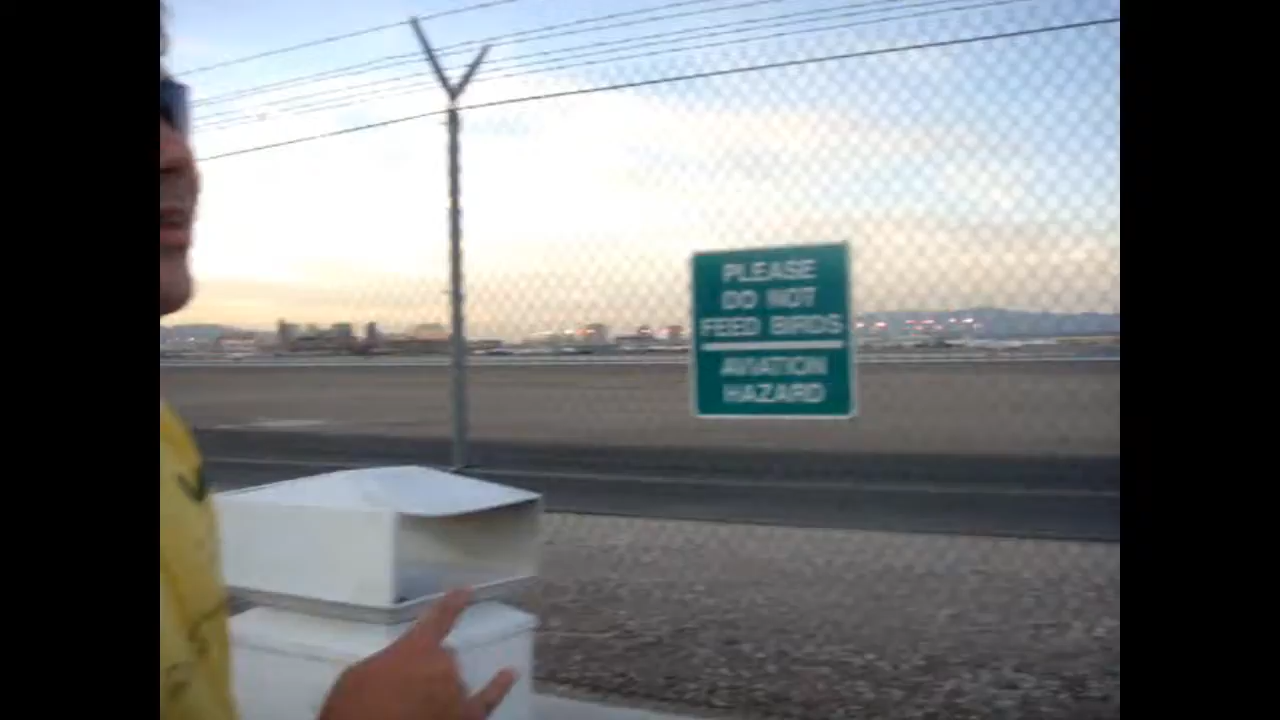 PLEASE
DO NOT
FEED BIRDS
AVIATION
HAZARD